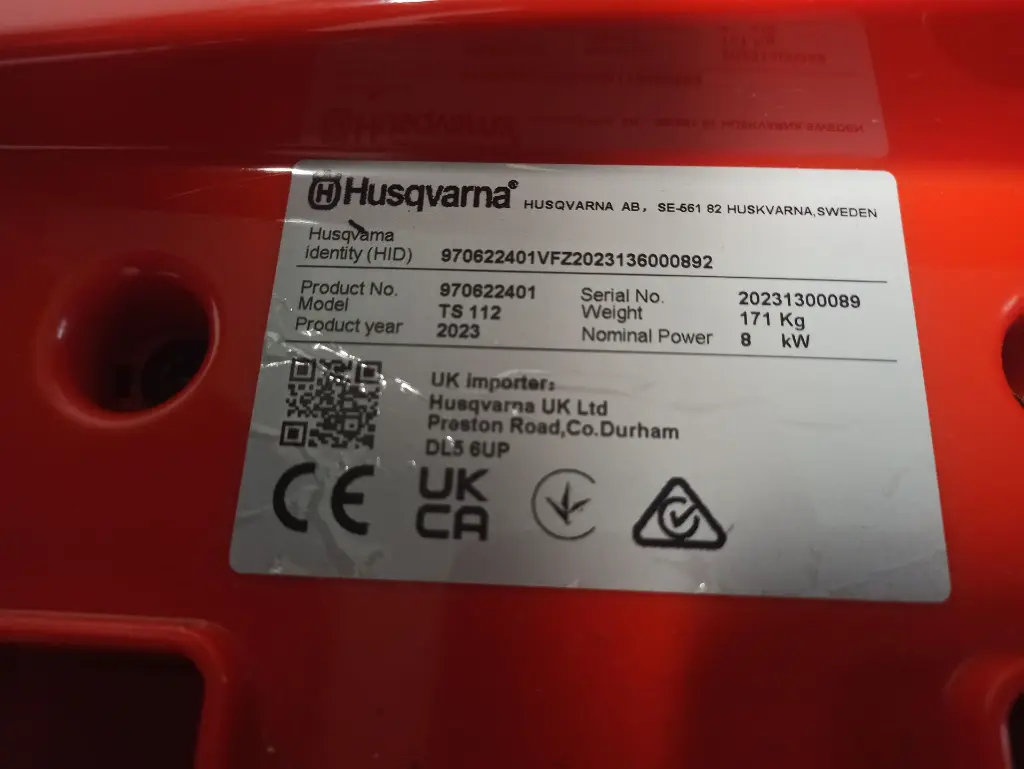 Husqvarna® HUSQVARNA AB, SE-561 82 HUSKVARNA,SWEDEN
Husqvarna
identity (HID) 970622401VFZ2023136000892
Product No. 970622401 Serial No. 20231300089
Model TS 112 Weight 171 Kg
Product year 2023 Nominal Power 8 kW
UK importer:
Husqvarna UK Ltd
Preston Road,Co.Durham
DL5 6UP
CE UK
CA